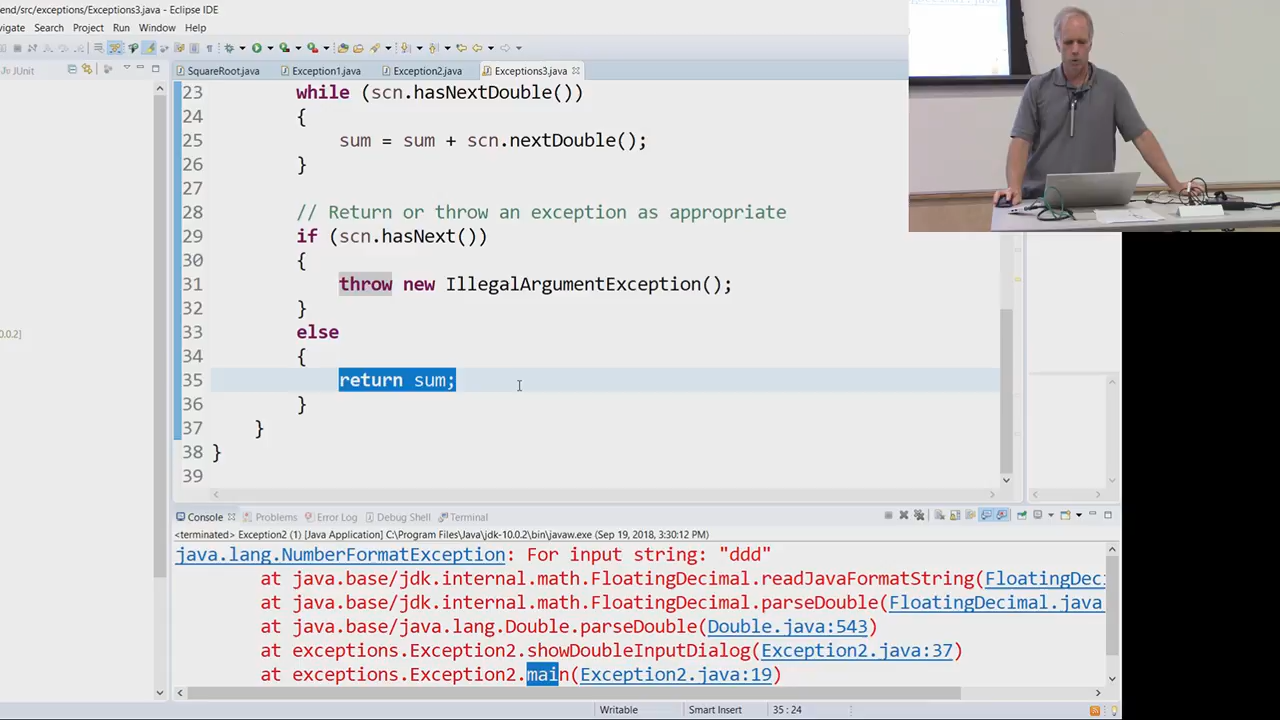 end/src/exceptions/Exceptions3.java - Eclipse IDE
vigate Search Project Run Window Help
JUnit
SquareRoot.java Exception1.java Exception2.java Exceptions3.java
23 while (scn.hasNextDouble())
24 {
25 sum = sum + scn.nextDouble();
26 }
27
28 // Return or throw an exception as appropriate
29 if (scn.hasNext())
30 {
31 throw new IllegalArgumentException();
32 }
33 else
0.0.2]
34 {
35 return sum;
36 }
37 }
38 }
39
Console Problems Error Log Debug Shell Terminal
<terminated> Exception2 (1) [Java Application] C:\Program Files\Java\jdk-10.0.2\bin\javaw.exe (Sep 19, 2018, 3:30:12 PM)
java.lang.NumberFormatException: For input string: "ddd"
at java.base/jdk.internal.math.FloatingDecimal.readJavaFormatString(FloatingDec:
at java.base/jdk.internal.math.FloatingDecimal.parseDouble(FloatingDecimal.java
at java.base/java.lang.Double.parseDouble(Double.java:543)
at exceptions.Exception2.showDoubleInputDialog(Exception2.java:37)
at exceptions.Exception2.main(Exception2.java:19)
Writable Smart Insert 35 : 24